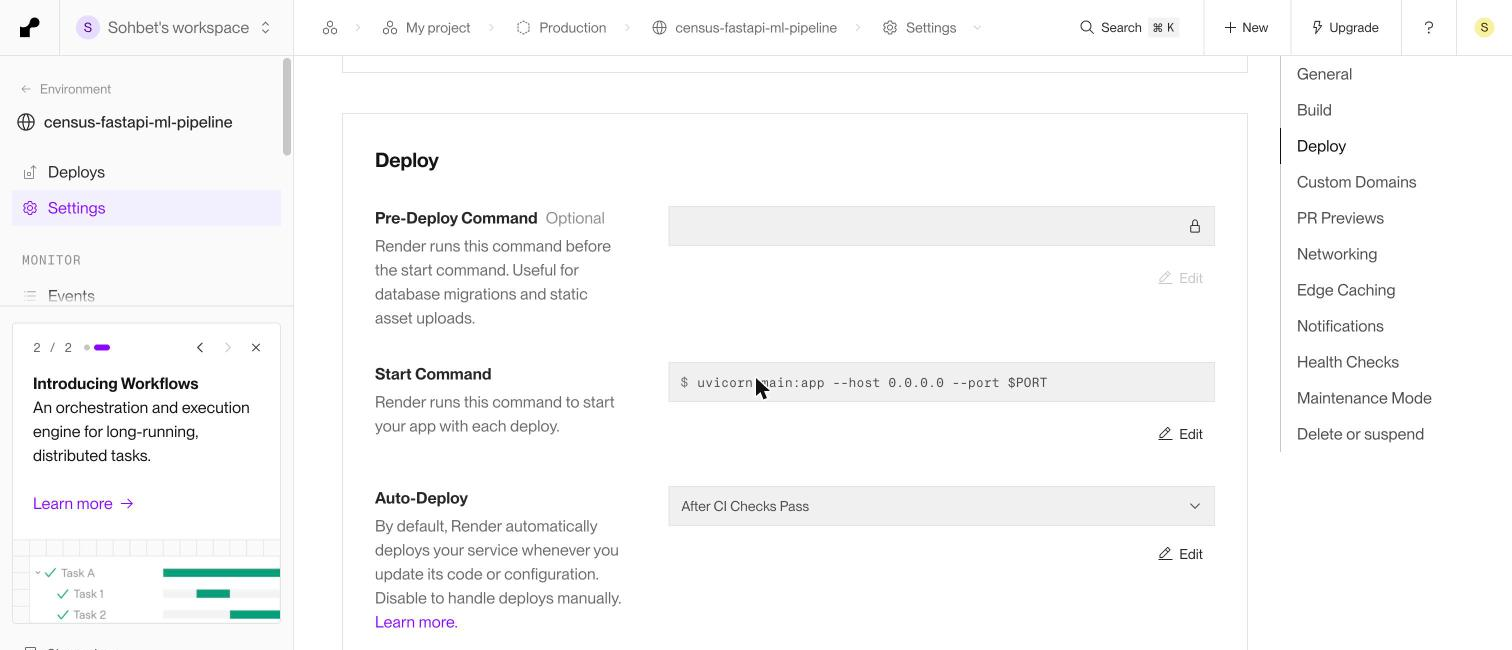 S Sohbet's workspace
My project
Production
census-fastapi-ml-pipeline
Settings
Search ⌘ K
+ New
Upgrade
?
S
← Environment
census-fastapi-ml-pipeline
Deploys
Settings
MONITOR
Events
2 / 2
Introducing Workflows
An orchestration and execution
engine for long-running,
distributed tasks.
Learn more →
Task A
Task 1
Task 2
Deploy
Pre-Deploy Command Optional
Render runs this command before
the start command. Useful for
database migrations and static
asset uploads.
Edit
Start Command
Render runs this command to start
your app with each deploy.
$ uvicorn main:app --host 0.0.0.0 --port $PORT
Edit
Auto-Deploy
By default, Render automatically
deploys your service whenever you
update its code or configuration.
Disable to handle deploys manually.
Learn more.
After CI Checks Pass
Edit
General
Build
Deploy
Custom Domains
PR Previews
Networking
Edge Caching
Notifications
Health Checks
Maintenance Mode
Delete or suspend